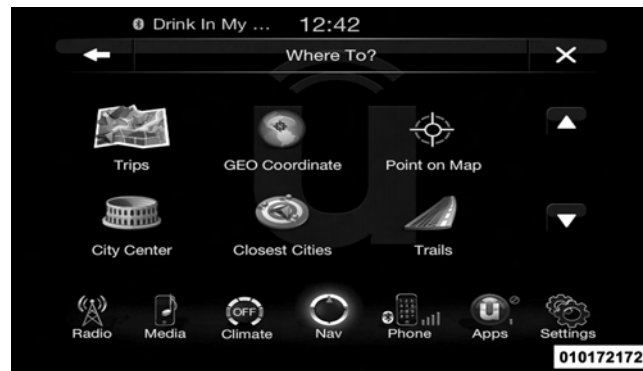 Drink In My ... 12:42
Where To?
Trips GEO Coordinate Point on Map
City Center Closest Cities Trails
OFF
Radio Media Climate Nav Phone Apps Settings
010172172